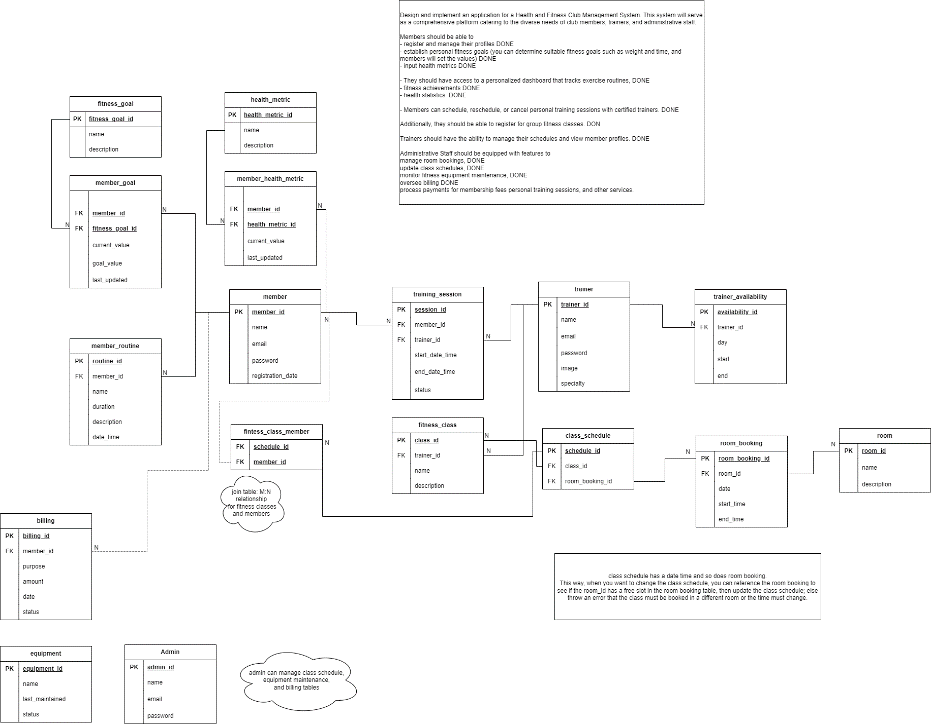 Design and implement an application for a Health and Fitness Club Management System. This system will serve
as a comprehensive platform catering to the diverse needs of club members, trainers, and administrative staff.
Members should be able to
- register and manage their profiles DONE
- establish personal fitness goals (you can determine suitable fitness goals such as weight and time, and
members will set the values) DONE
- input health metrics DONE
- They should have access to a personalized dashboard that tracks exercise routines, DONE
- fitness achievements DONE
- health statistics. DONE
- Members can schedule, reschedule, or cancel personal training sessions with certified trainers. DONE
Additionally, they should be able to register for group fitness classes. DON
Trainers should have the ability to manage their schedules and view member profiles. DONE
Administrative Staff should be equipped with features to
manage room bookings, DONE
update class schedules, DONE
monitor fitness equipment maintenance, DONE
oversee billing DONE
process payments for membership fees personal training sessions, and other services.
fitness_goal
PK fitness_goal_id
name
description
health_metric
PK health_metric_id
name
description
member_goal
FK member_id
FK fitness_goal_id
current_value
goal_value
last_updated
N
N
member_health_metric
FK member_id
FK health_metric_id
current_value
last_updated
N
N
member
PK member_id
name
email
password
registration_date
N
training_session
PK session_id
FK member_id
FK trainer_id
start_date_time
end_date_time
status
N
N
trainer
PK trainer_id
name
email
password
image
specialty
trainer_availability
PK availability_id
FK trainer_id
day
start
end
N
member_routine
PK routine_id
FK member_id
name
duration
description
date_time
N
fintess_class_member
FK schedule_id
FK member_id
N
N
join table: M:N
relationship
for fitness classes
and members
fitness_class
PK class_id
FK trainer_id
name
description
N
N
class_schedule
PK schedule_id
FK class_id
FK room_booking_id
N
room_booking
PK room_booking_id
FK room_id
date
start_time
end_time
N
room
PK room_id
name
description
billing
PK billing_id
FK member_id
purpose
amount
date
status
N
class schedule has a date time and so does room booking.
This way, when you want to change the class schedule, you can reference the room booking to
see if the room_id has a free slot in the room booking table, then update the class schedule; else
throw an error that the class must be booked in a different room or the time must change,
equipment
PK equipment_id
name
last_maintained
status
Admin
PK admin_id
name
email
password
admin can manage class schedule,
equipment maintenance,
and billing tables